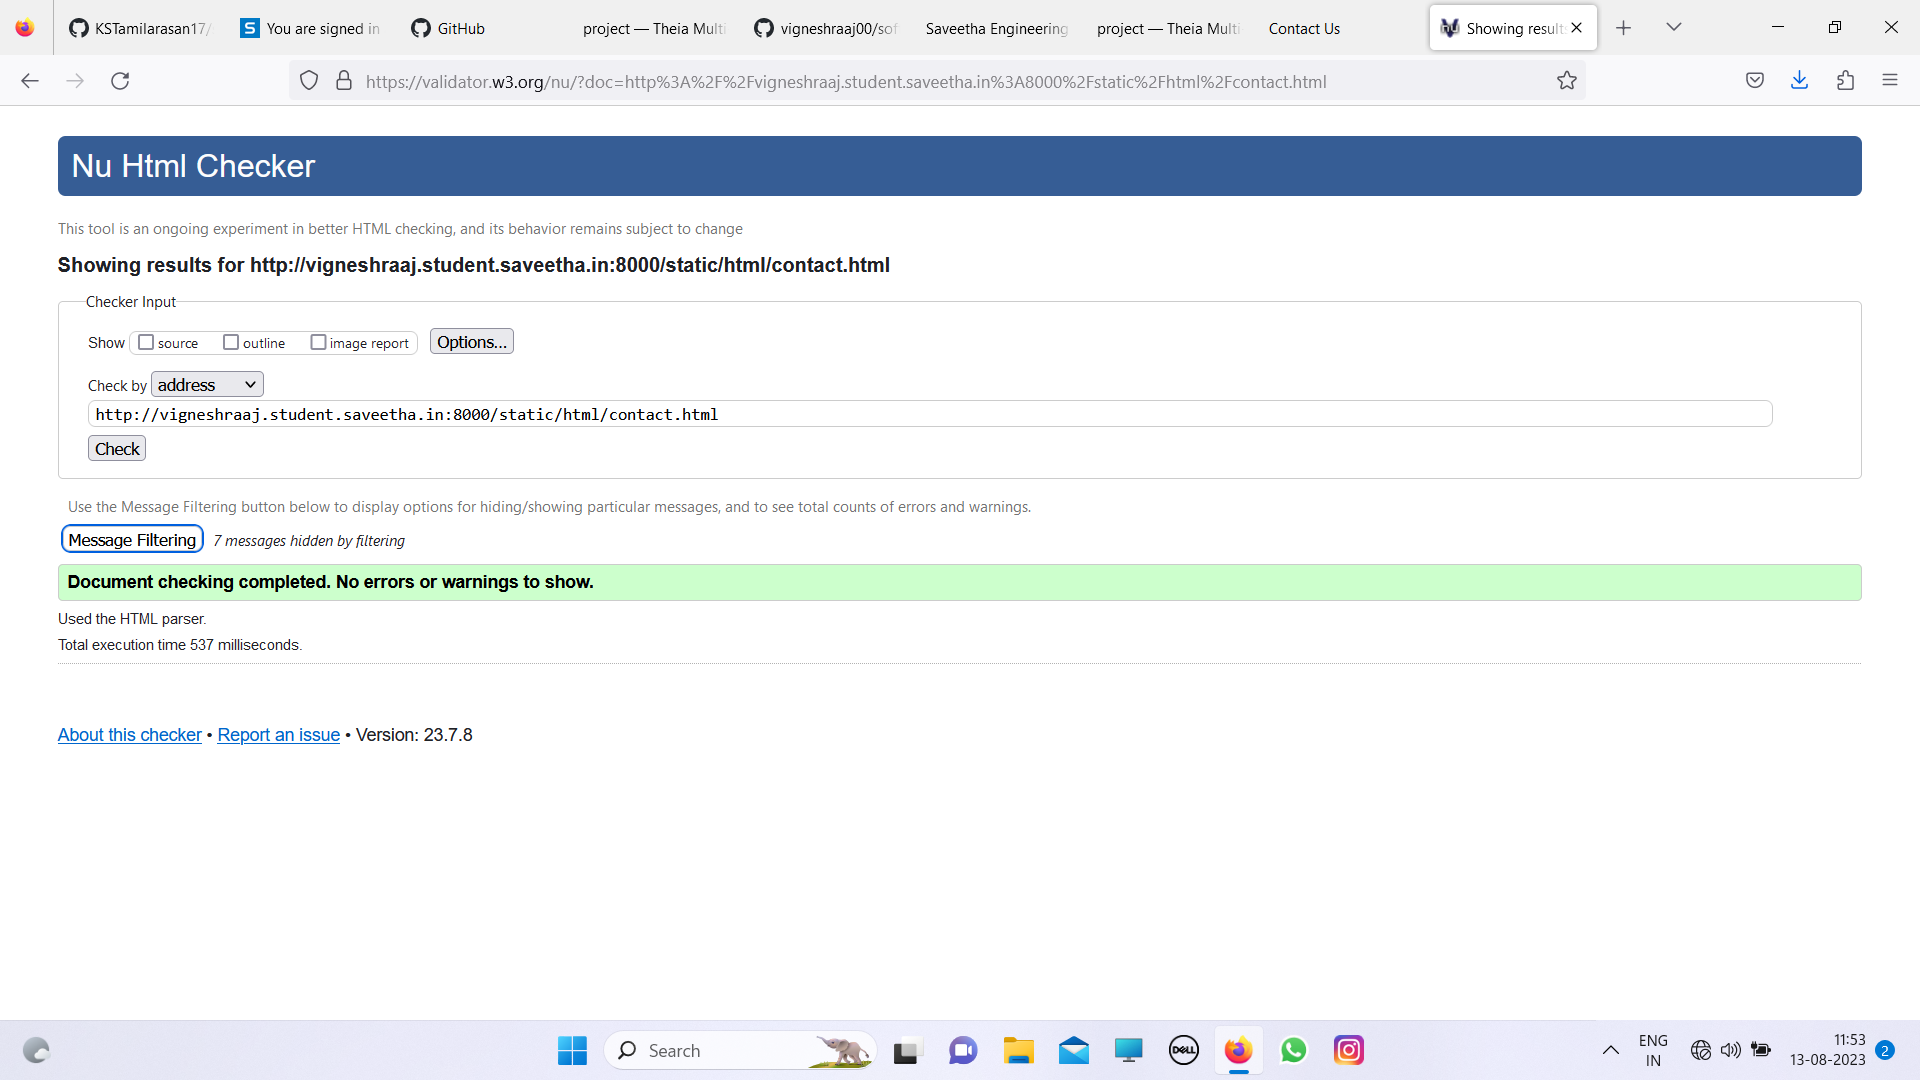 KSTamilarasan17/
You are signed in
GitHub
project — Theia Multi
vigneshraaj00/sof
Saveetha Engineering
project — Theia Multi
Contact Us
Showing result
https://validator.w3.org/nu/?doc=http%3A%2F%2Fvigneshraaj.student.saveetha.in%3A8000%2Fstatic%2Fhtml%2Fcontact.html
Nu Html Checker
This tool is an ongoing experiment in better HTML checking, and its behavior remains subject to change
Showing results for http://vigneshraaj.student.saveetha.in:8000/static/html/contact.html
Checker Input
Show source outline image report Options...
Check by address
http://vigneshraaj.student.saveetha.in:8000/static/html/contact.html
Check
Use the Message Filtering button below to display options for hiding/showing particular messages, and to see total counts of errors and warnings.
Message Filtering 7 messages hidden by filtering
Document checking completed. No errors or warnings to show.
Used the HTML parser.
Total execution time 537 milliseconds.
About this checker • Report an issue • Version: 23.7.8
Search
DELL
ENG
IN
11:53
13-08-2023
2